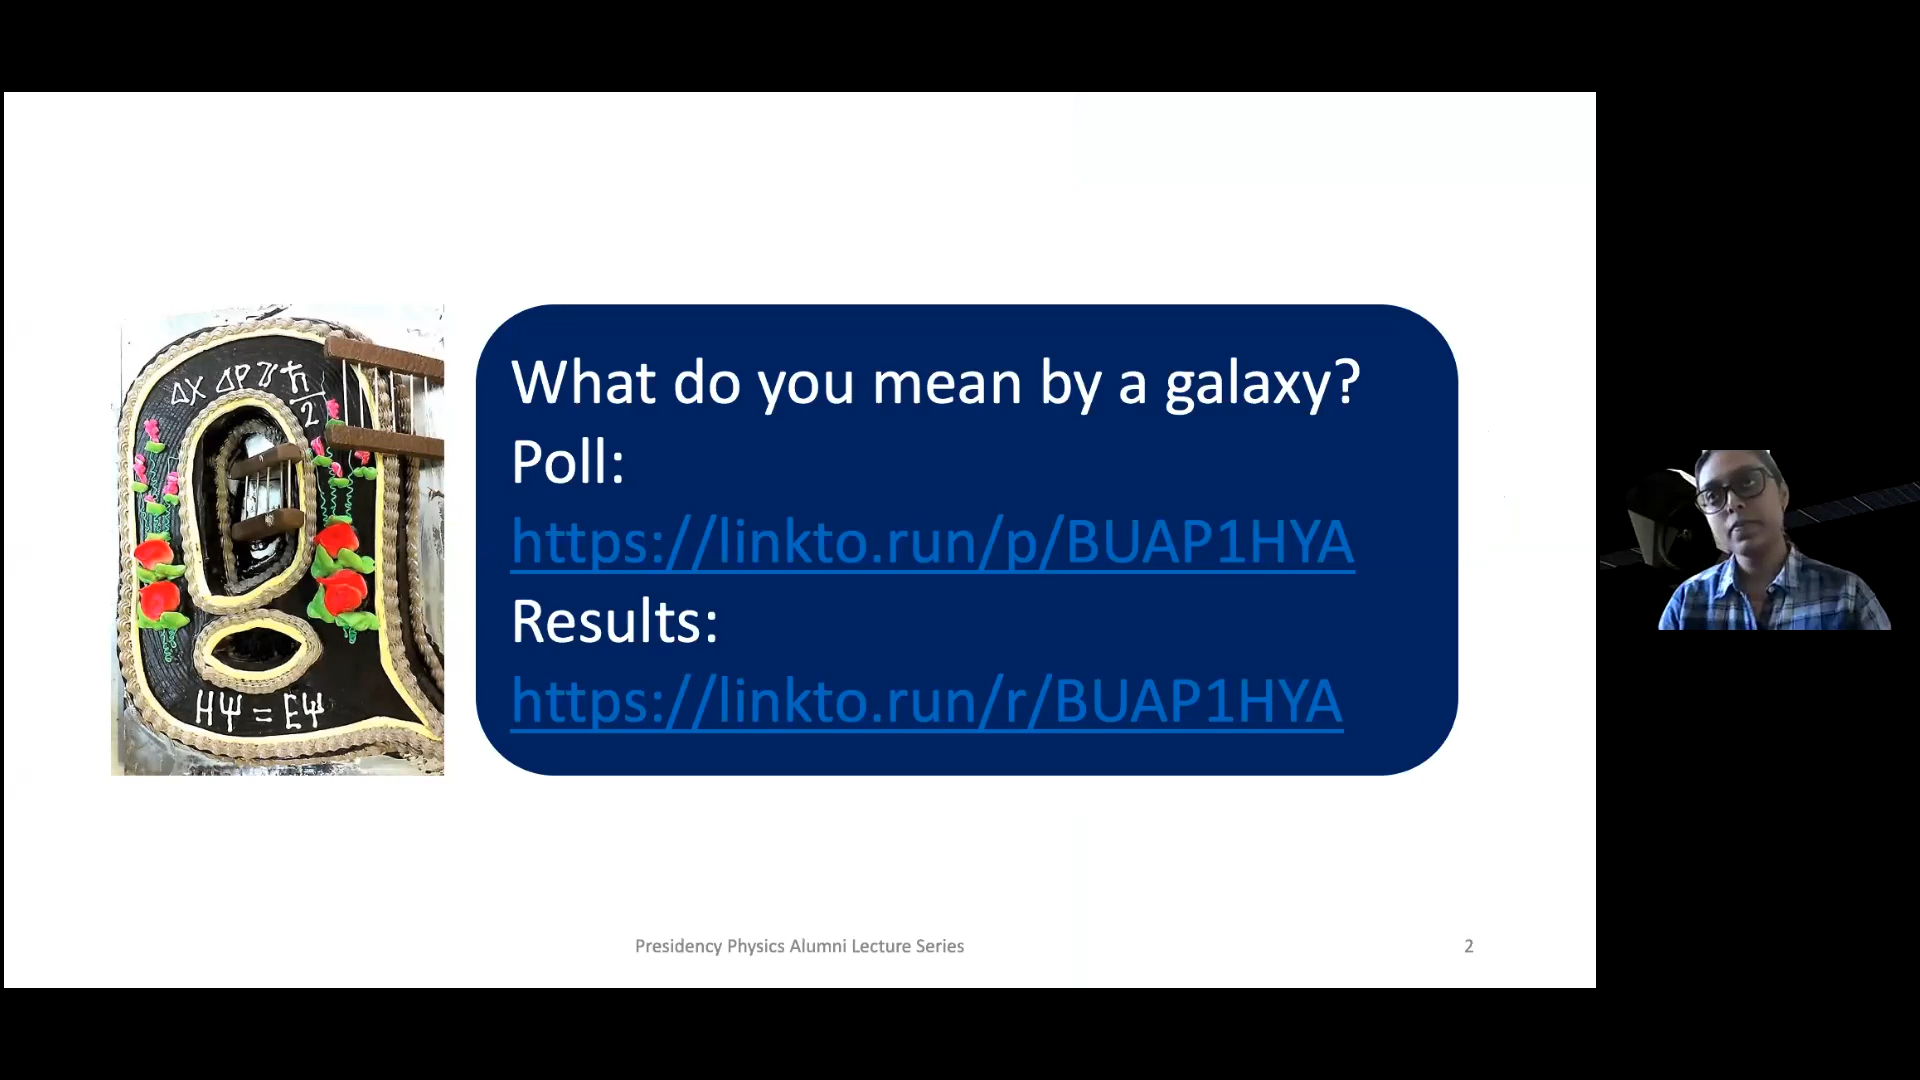 ΔX ΔP ≥ ħ/2
HΨ = EΨ
What do you mean by a galaxy?
Poll:
https://linkto.run/p/BUAP1HYA
Results:
https://linkto.run/r/BUAP1HYA
Presidency Physics Alumni Lecture Series
2